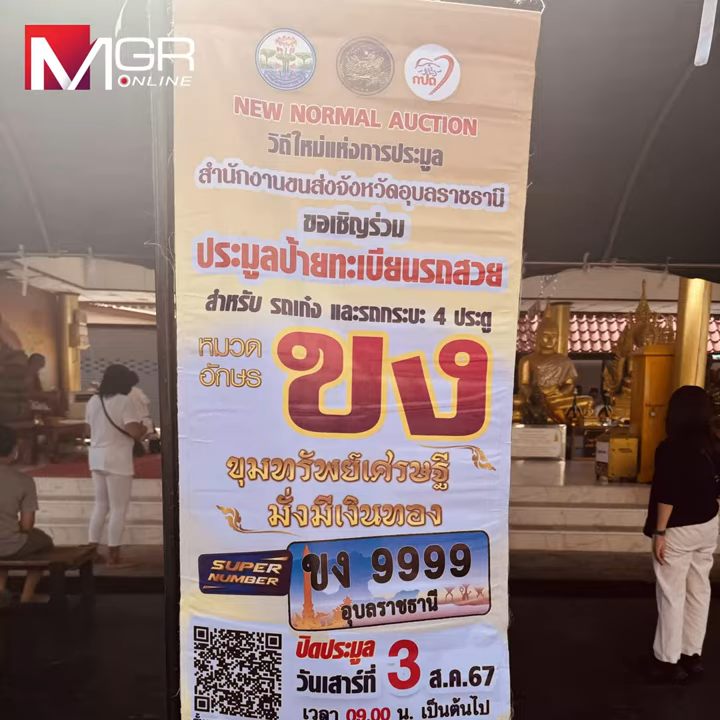 MGR
ONLINE
กปถ
NEW NORMAL AUCTION
วิถีใหม่แห่งการประมูล
สำนักงานขนส่งจังหวัดอุบลราชธานี
ขอเชิญร่วม
ประมูลป้ายทะเบียนรถสวย
สำหรับ รถเก๋ง และรถกระบะ 4 ประตู
หมวด
อักษร
ขง
ขุมทรัพย์เศรษฐี
มั่งมีเงินทอง
SUPER
NUMBER
ขง 9999
อุบลราชธานี
ปิดประมูล
วันเสาร์ที่ 3 ส.ค.67
เวลา 09.00 น. เป็นต้นไป